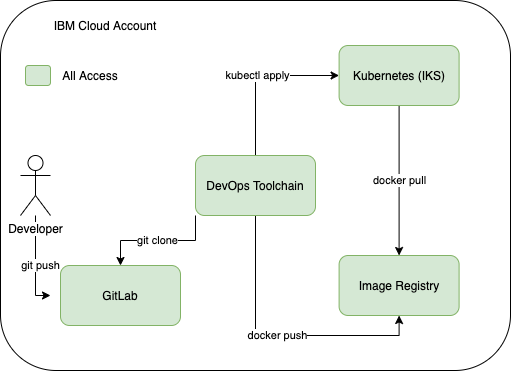 IBM Cloud Account
All Access
kubectl apply
Kubernetes (IKS)
DevOps Toolchain
docker pull
Developer
git clone
git push
GitLab
Image Registry
docker push